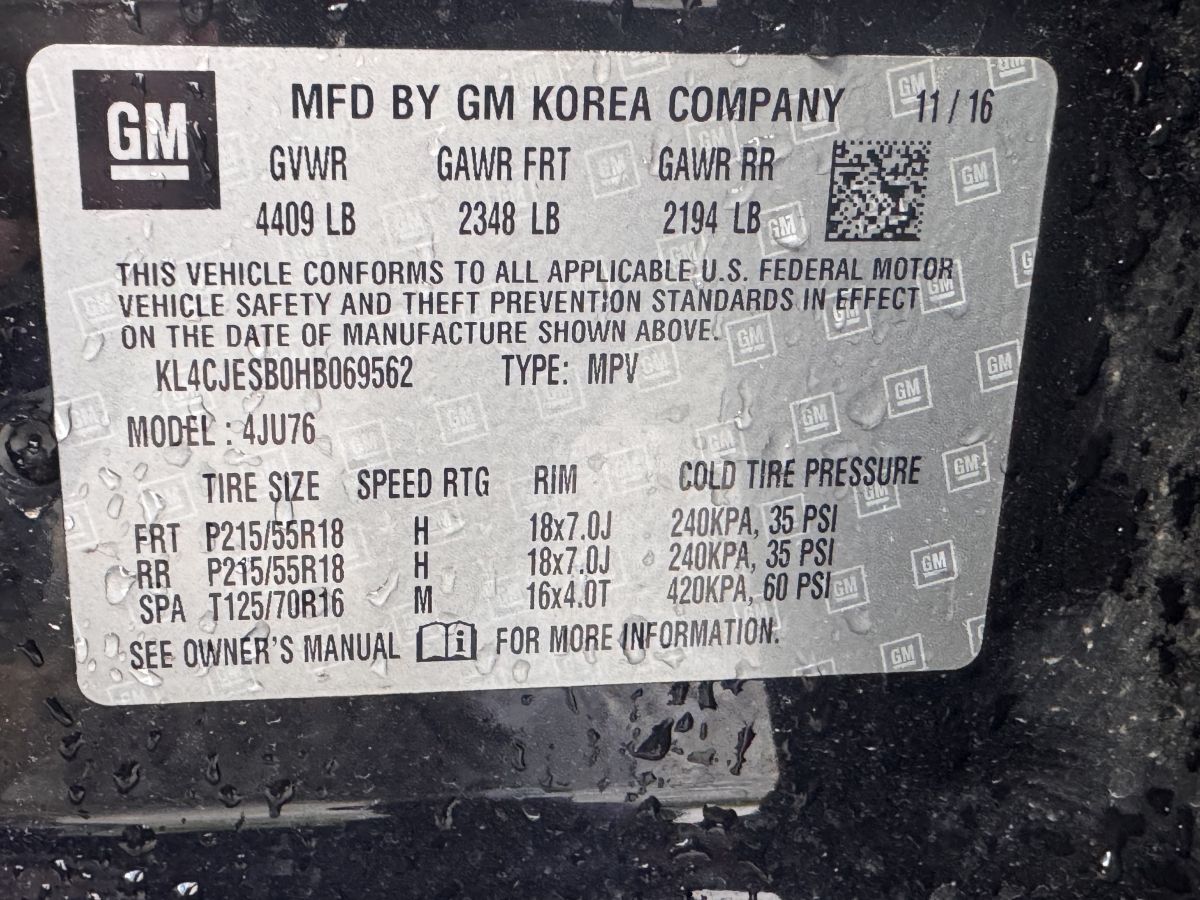 GM
MFD BY GM KOREA COMPANY 11 / 16
GVWR GAWR FRT GAWR RR
4409 LB 2348 LB 2194 LB
THIS VEHICLE CONFORMS TO ALL APPLICABLE U.S. FEDERAL MOTOR
VEHICLE SAFETY AND THEFT PREVENTION STANDARDS IN EFFECT
ON THE DATE OF MANUFACTURE SHOWN ABOVE.
KL4CJESB0HB069562 TYPE: MPV
MODEL : 4JU76
TIRE SIZE SPEED RTG RIM COLD TIRE PRESSURE
FRT P215/55R18 H 18x7.0J 240KPA, 35 PSI
RR P215/55R18 H 18x7.0J 240KPA, 35 PSI
SPA T125/70R16 M 16x4.0T 420KPA, 60 PSI
SEE OWNER'S MANUAL i FOR MORE INFORMATION.